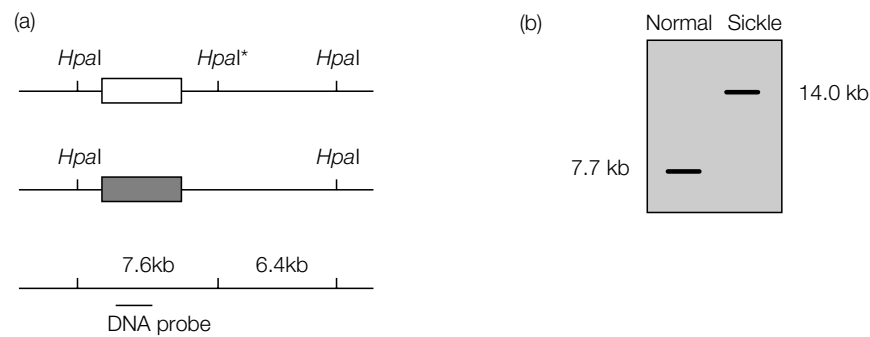 (a)
HpaI HpaI* HpaI
HpaI HpaI
7.6kb 6.4kb
DNA probe
(b)
Normal Sickle
14.0 kb
7.7 kb